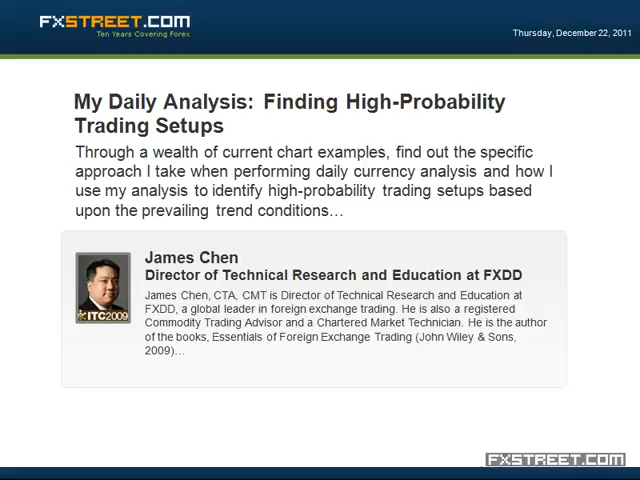 FXSTREET.COM
Ten Years Covering Forex
Thursday, December 22, 2011
My Daily Analysis: Finding High-Probability
Trading Setups
Through a wealth of current chart examples, find out the specific
approach I take when performing daily currency analysis and how I
use my analysis to identify high-probability trading setups based
upon the prevailing trend conditions…
James Chen
Director of Technical Research and Education at FXDD
James Chen, CTA, CMT is Director of Technical Research and Education at
FXDD, a global leader in foreign exchange trading. He is also a registered
Commodity Trading Advisor and a Chartered Market Technician. He is the author
of the books, Essentials of Foreign Exchange Trading (John Wiley & Sons,
2009)…
ITC2009
FXSTREET.COM